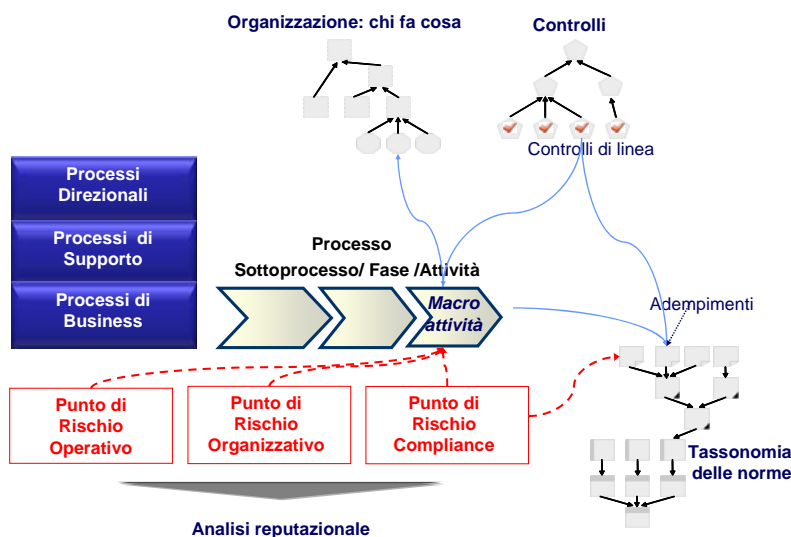 Organizzazione: chi fa cosa
Controlli
Controlli di linea
Processi
Direzionali
Processi di
Supporto
Processi di
Business
Processo
Sottoprocesso/ Fase /Attività
Macro
attività
Adempimenti
Punto di
Rischio
Operativo
Punto di
Rischio
Organizzativo
Punto di
Rischio
Compliance
Tassonomia
delle norme
Analisi reputazionale